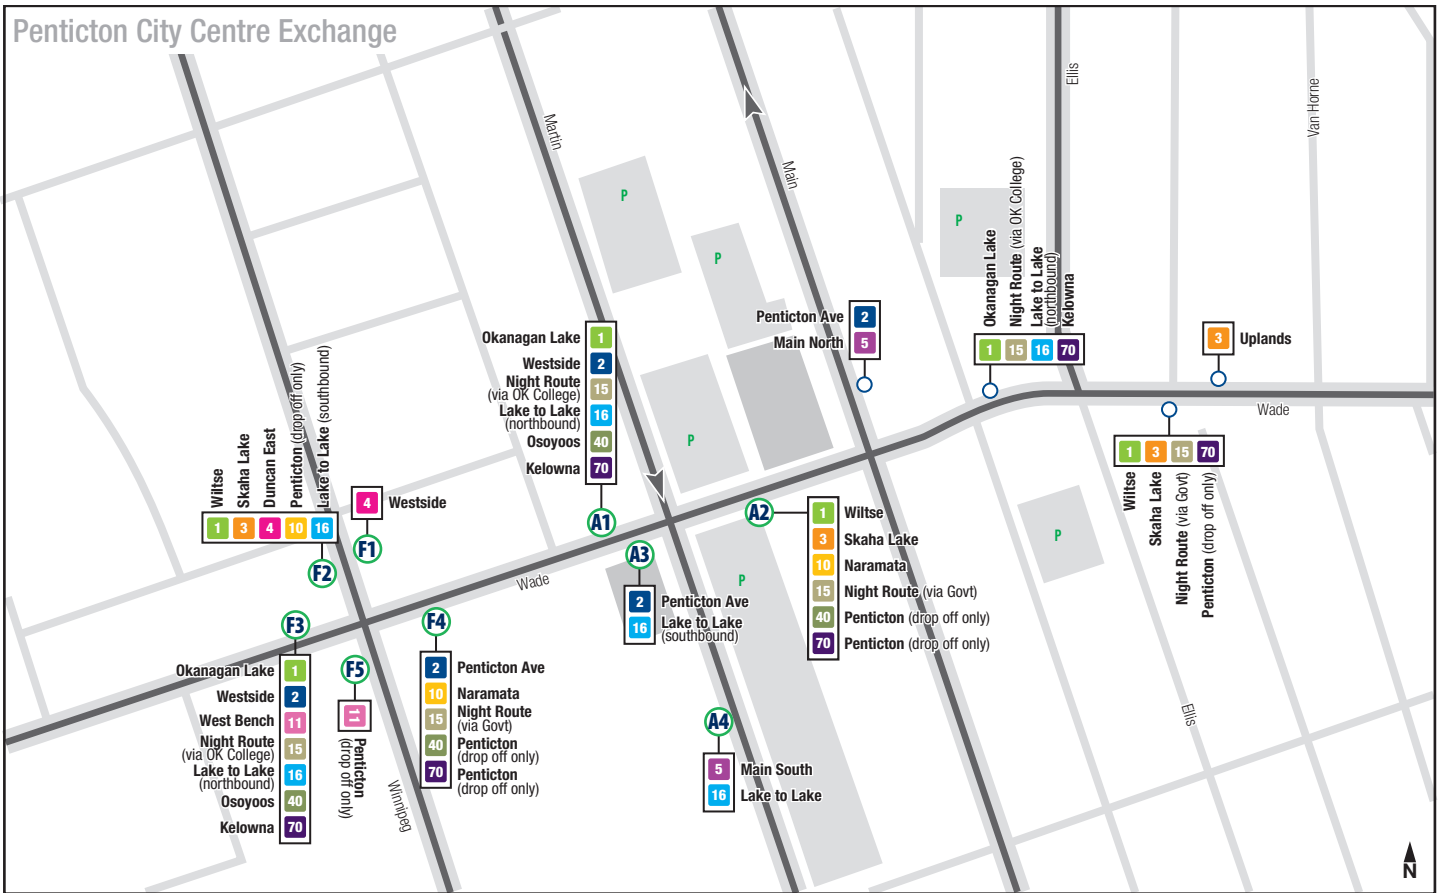 Penticton City Centre Exchange
Martin
Main
Ellis
Van Horne
P
P
P
P
P
P
Okanagan Lake 1
Westside 2
Night Route 15
(via OK College)
Lake to Lake 16
(northbound)
Osoyoos 40
Kelowna 70
A1
Penticton Ave 2
Main North 5
Okanagan Lake
Night Route (via OK College)
Lake to Lake
(northbound)
Kelowna
1 15 16 70
3 Uplands
Wade
1 3 15 70
Wiltse
Skaha Lake
Night Route (via Govt)
Penticton (drop off only)
Wiltse
Skaha Lake
Duncan East
Penticton (drop off only)
Lake to Lake (southbound)
1 3 4 10 16
F2
4 Westside
F1
Wade
A3
2 Penticton Ave
16 Lake to Lake
(southbound)
A2
1 Wiltse
3 Skaha Lake
10 Naramata
15 Night Route (via Govt)
40 Penticton (drop off only)
70 Penticton (drop off only)
F3
Okanagan Lake 1
Westside 2
West Bench 11
Night Route 15
(via OK College)
Lake to Lake 16
(northbound)
Osoyoos 40
Kelowna 70
F5
11
Penticton
(drop off only)
Winnipeg
F4
2 Penticton Ave
10 Naramata
15 Night Route
(via Govt)
40 Penticton
(drop off only)
70 Penticton
(drop off only)
A4
5 Main South
16 Lake to Lake
Ellis
N